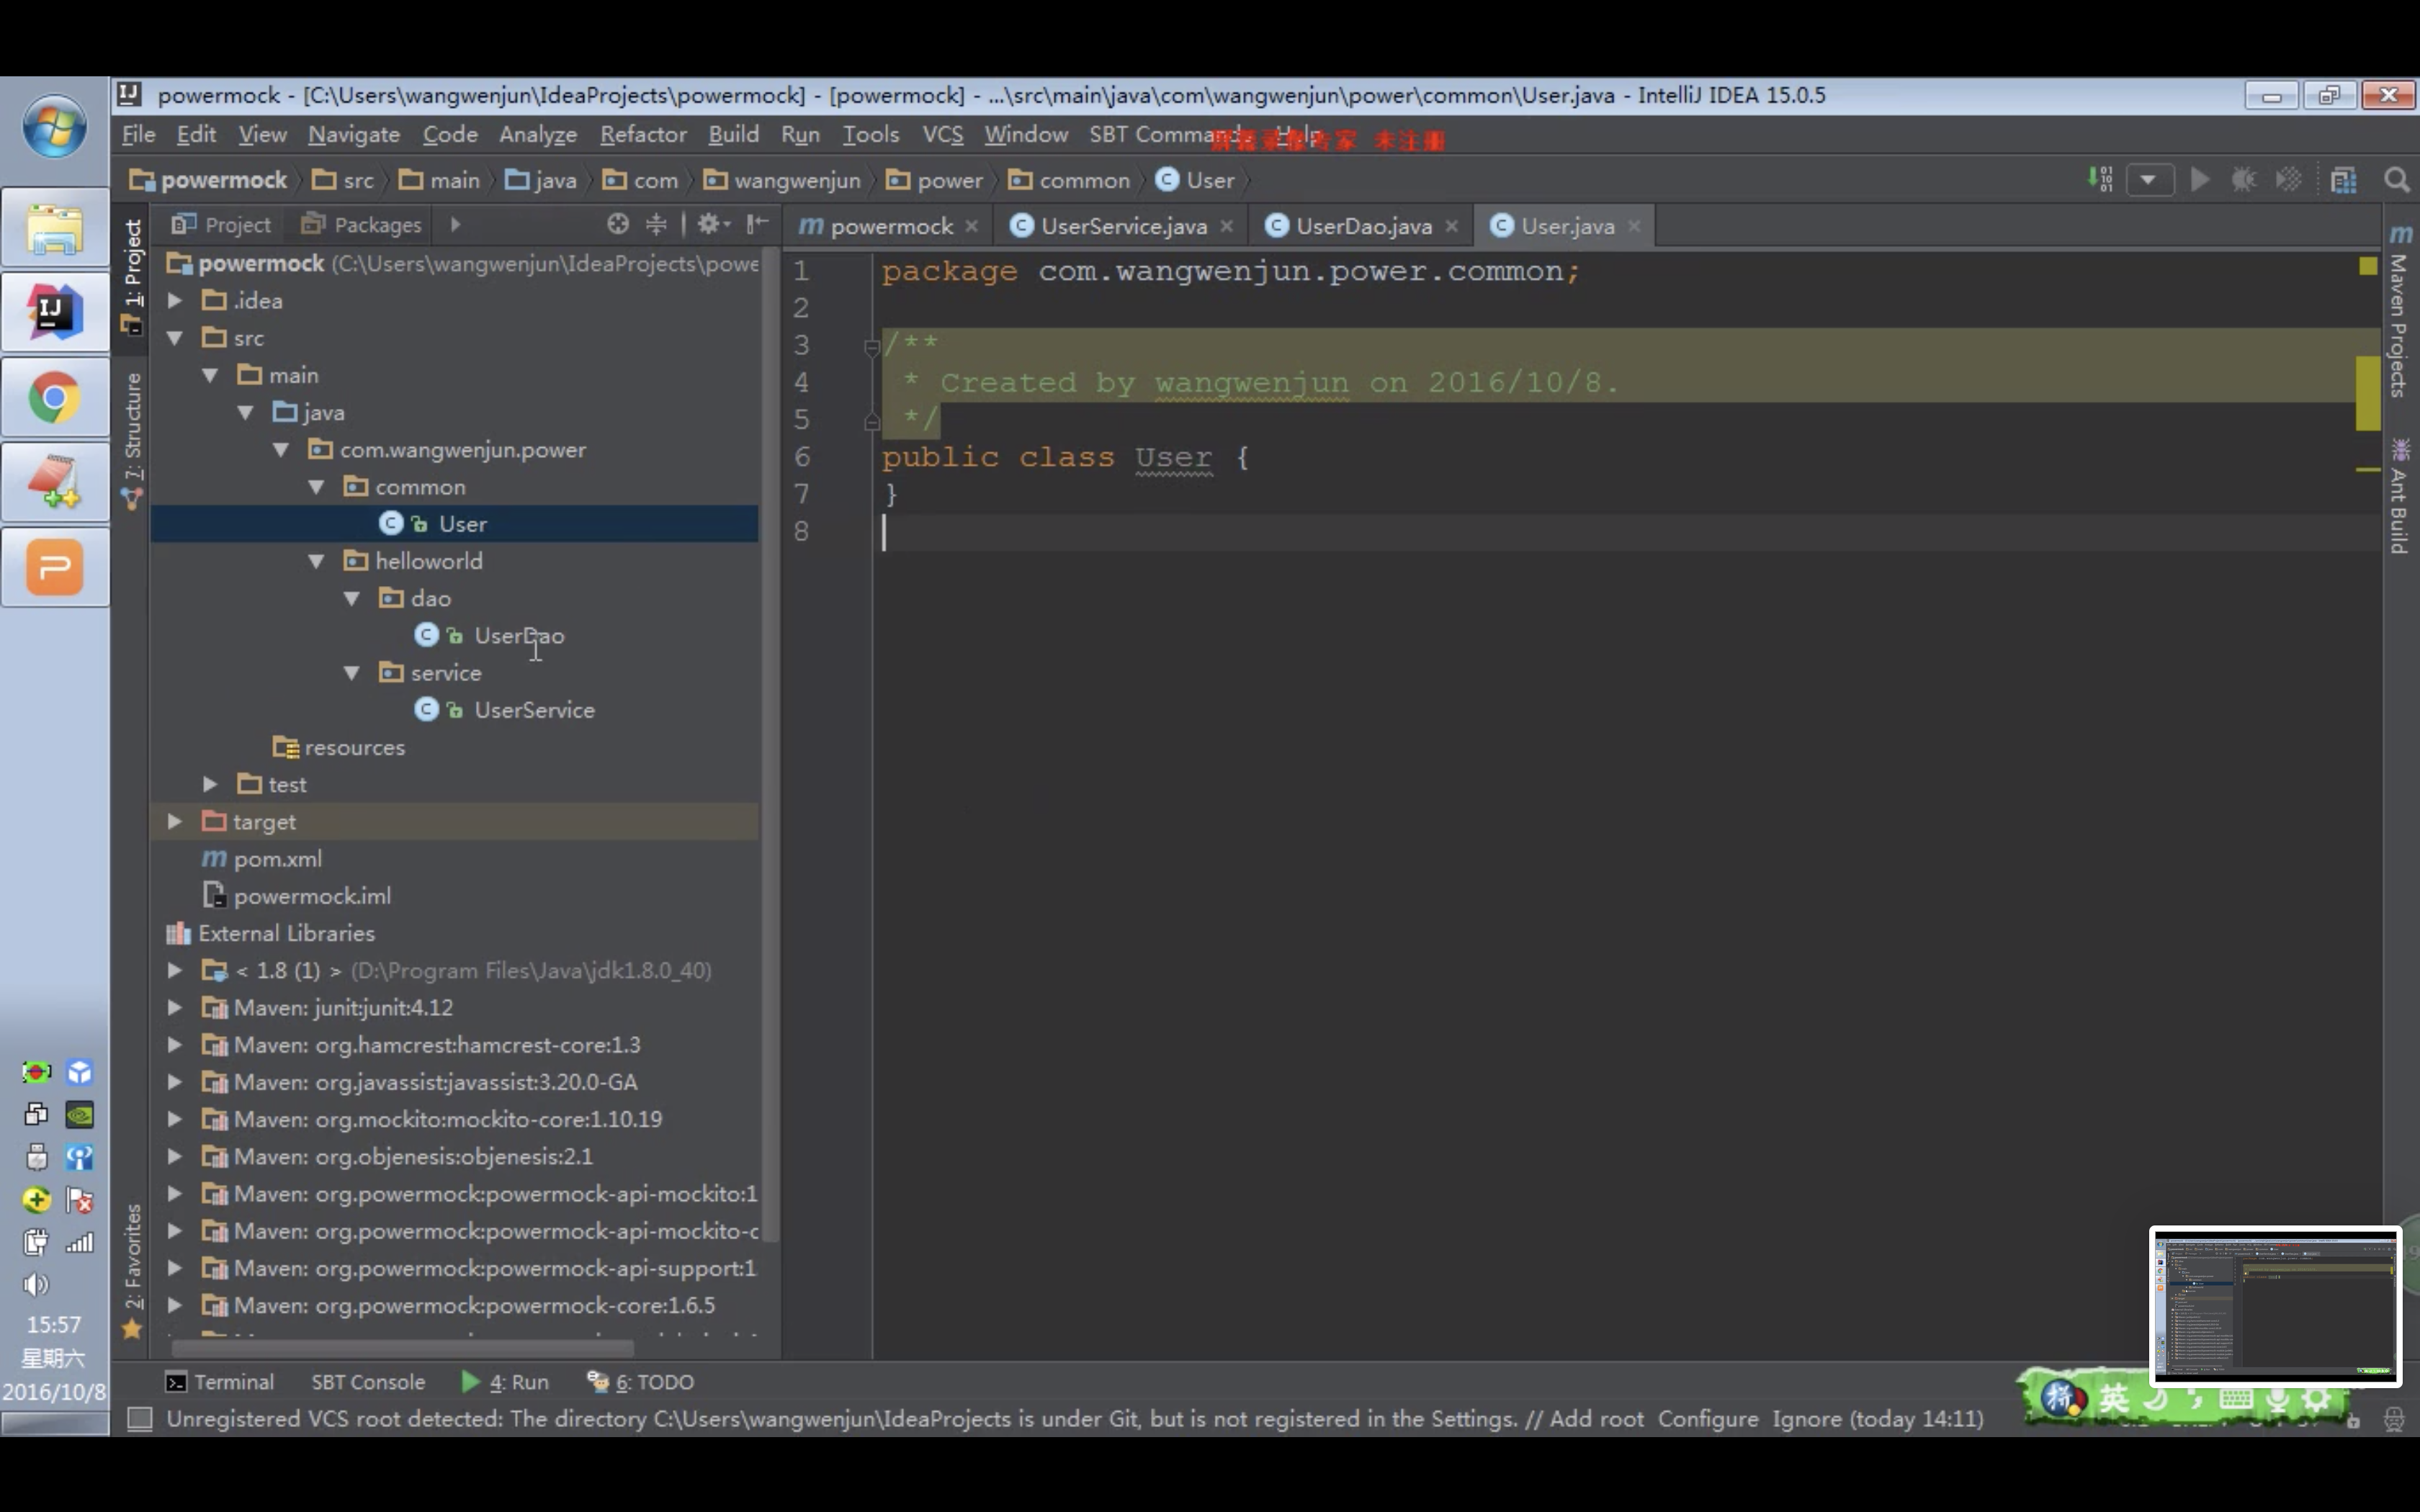 powermock - [C:\Users\wangwenjun\IdeaProjects\powermock] - [powermock] - ...\src\main\java\com\wangwenjun\power\common\User.java - IntelliJ IDEA 15.0.5
File Edit View Navigate Code Analyze Refactor Build Run Tools VCS Window SBT Commands Help
屏幕录像专家 未注册
powermock src main java com wangwenjun power common User
1: Project
7: Structure
2: Favorites
Project Packages
powermock UserService.java UserDao.java User.java
powermock (C:\Users\wangwenjun\IdeaProjects\powe
.idea
src
main
java
com.wangwenjun.power
common
User
helloworld
dao
UserDao
service
UserService
resources
test
target
pom.xml
powermock.iml
External Libraries
< 1.8 (1) > (D:\Program Files\Java\jdk1.8.0_40)
Maven: junit:junit:4.12
Maven: org.hamcrest:hamcrest-core:1.3
Maven: org.javassist:javassist:3.20.0-GA
Maven: org.mockito:mockito-core:1.10.19
Maven: org.objenesis:objenesis:2.1
Maven: org.powermock:powermock-api-mockito:1
Maven: org.powermock:powermock-api-mockito-c
Maven: org.powermock:powermock-api-support:1.
Maven: org.powermock:powermock-core:1.6.5
1 package com.wangwenjun.power.common;
2
3 /**
4 * Created by wangwenjun on 2016/10/8.
5 */
6 public class User {
7 }
8
Maven Projects
Ant Build
15:57
星期六
2016/10/8
Terminal SBT Console 4: Run 6: TODO
Unregistered VCS root detected: The directory C:\Users\wangwenjun\IdeaProjects is under Git, but is not registered in the Settings. // Add root Configure Ignore (today 14:11)
拼 英